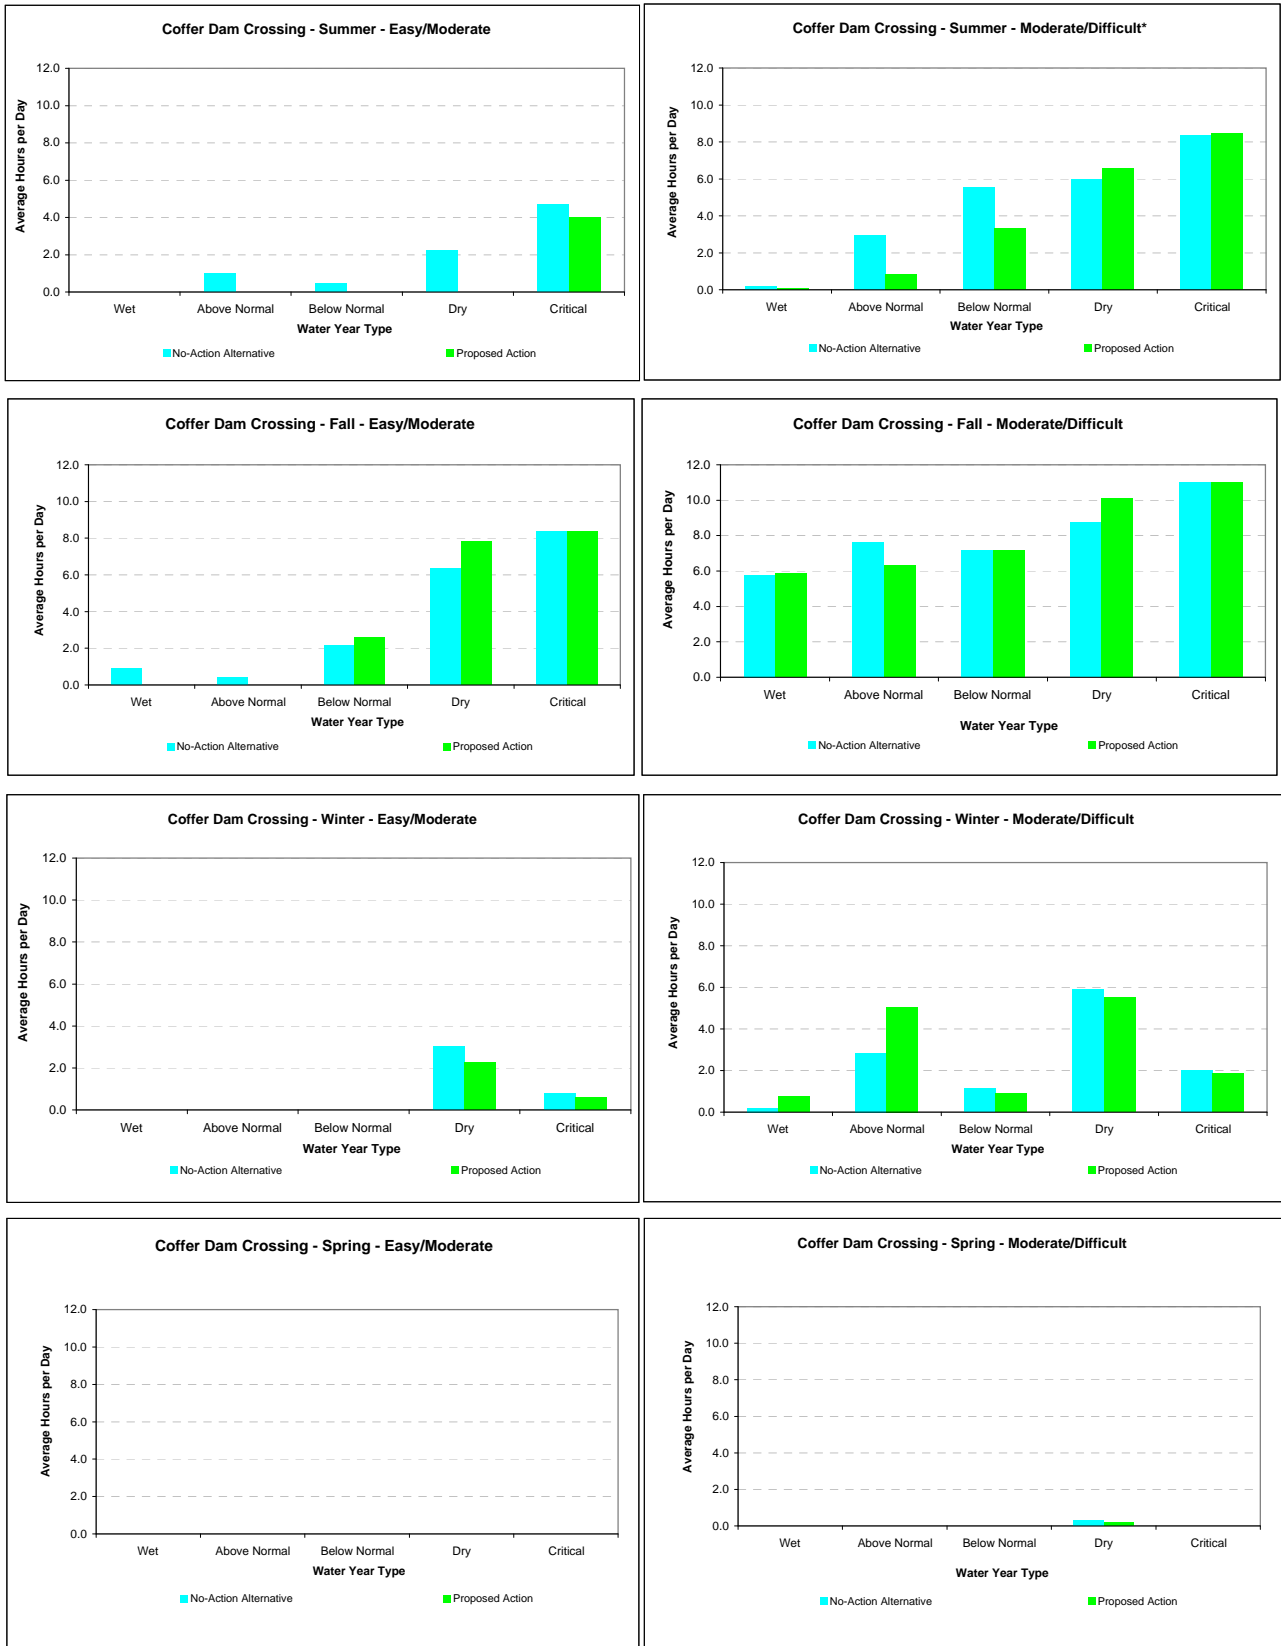 Coffer Dam Crossing - Summer - Easy/Moderate
12.0
10.0
8.0
6.0
4.0
2.0
0.0
Average Hours per Day
Wet Above Normal Below Normal Dry Critical
Water Year Type
No-Action Alternative Proposed Action
Coffer Dam Crossing - Summer - Moderate/Difficult*
12.0
10.0
8.0
6.0
4.0
2.0
0.0
Average Hours per Day
Wet Above Normal Below Normal Dry Critical
Water Year Type
No-Action Alternative Proposed Action
Coffer Dam Crossing - Fall - Easy/Moderate
12.0
10.0
8.0
6.0
4.0
2.0
0.0
Average Hours per Day
Wet Above Normal Below Normal Dry Critical
Water Year Type
No-Action Alternative Proposed Action
Coffer Dam Crossing - Fall - Moderate/Difficult
12.0
10.0
8.0
6.0
4.0
2.0
0.0
Average Hours per Day
Wet Above Normal Below Normal Dry Critical
Water Year Type
No-Action Alternative Proposed Action
Coffer Dam Crossing - Winter - Easy/Moderate
12.0
10.0
8.0
6.0
4.0
2.0
0.0
Average Hours per Day
Wet Above Normal Below Normal Dry Critical
Water Year Type
No-Action Alternative Proposed Action
Coffer Dam Crossing - Winter - Moderate/Difficult
12.0
10.0
8.0
6.0
4.0
2.0
0.0
Average Hours per Day
Wet Above Normal Below Normal Dry Critical
Water Year Type
No-Action Alternative Proposed Action
Coffer Dam Crossing - Spring - Easy/Moderate
12.0
10.0
8.0
6.0
4.0
2.0
0.0
Average Hours per Day
Wet Above Normal Below Normal Dry Critical
Water Year Type
No-Action Alternative Proposed Action
Coffer Dam Crossing - Spring - Moderate/Difficult
12.0
10.0
8.0
6.0
4.0
2.0
0.0
Average Hours per Day
Wet Above Normal Below Normal Dry Critical
Water Year Type
No-Action Alternative Proposed Action